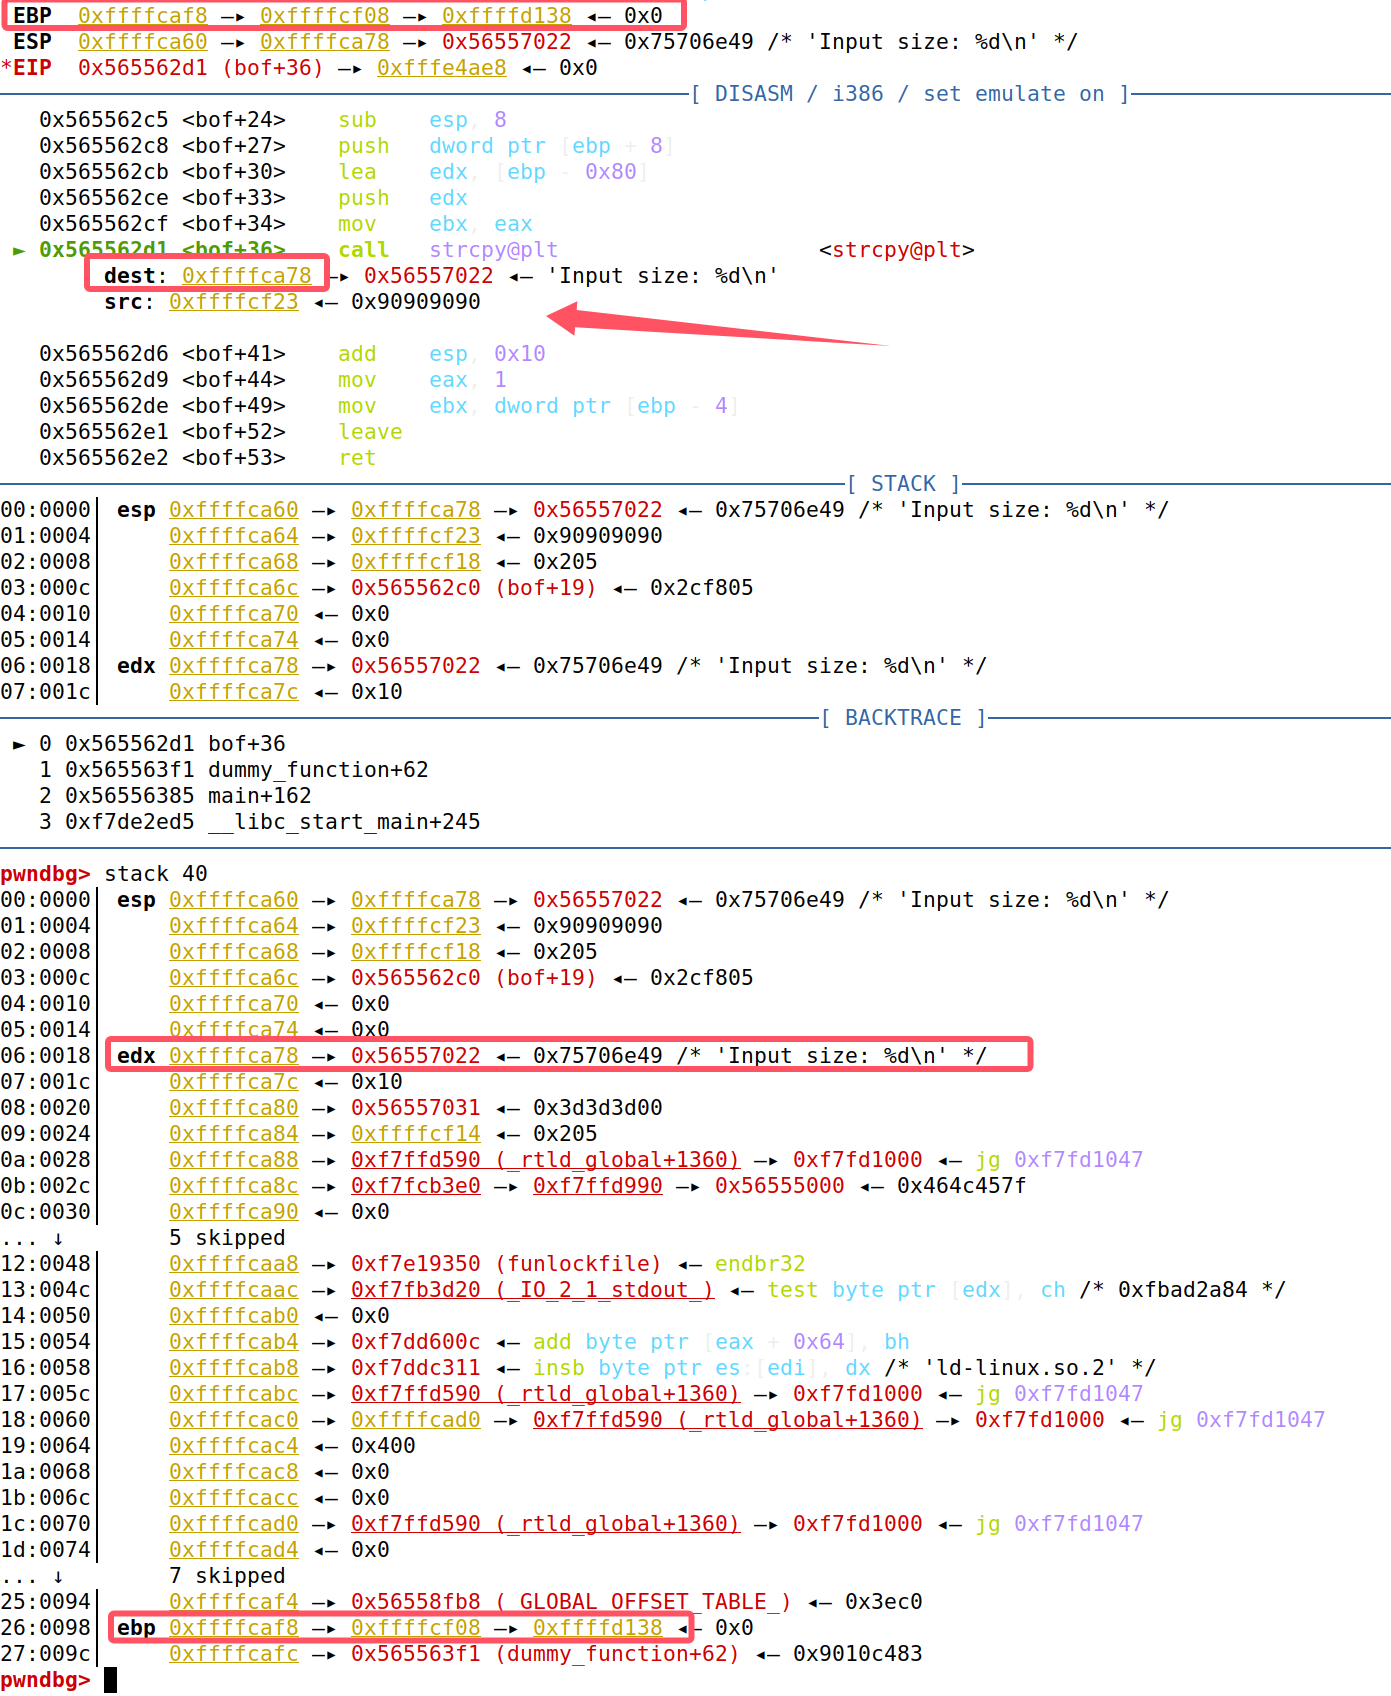 EBP  0xffffcaf8 —▸ 0xffffcf08 —▸ 0xffffd138 ◂— 0x0
ESP  0xffffca60 —▸ 0xffffca78 —▸ 0x56557022 ◂— 0x75706e49 /* 'Input size: %d\n' */
*EIP  0x565562d1 (bof+36) —▸ 0xfffe4ae8 ◂— 0x0
[ DISASM / i386 / set emulate on ]
0x565562c5 <bof+24>    sub    esp, 8
0x565562c8 <bof+27>    push   dword ptr [ebp + 8]
0x565562cb <bof+30>    lea    edx, [ebp - 0x80]
0x565562ce <bof+33>    push   edx
0x565562cf <bof+34>    mov    ebx, eax
► 0x565562d1 <bof+36>    call   strcpy@plt                    <strcpy@plt>
dest: 0xffffca78 —▸ 0x56557022 ◂— 'Input size: %d\n'
src: 0xffffcf23 ◂— 0x90909090
0x565562d6 <bof+41>    add    esp, 0x10
0x565562d9 <bof+44>    mov    eax, 1
0x565562de <bof+49>    mov    ebx, dword ptr [ebp - 4]
0x565562e1 <bof+52>    leave
0x565562e2 <bof+53>    ret
[ STACK ]
00:0000│ esp 0xffffca60 —▸ 0xffffca78 —▸ 0x56557022 ◂— 0x75706e49 /* 'Input size: %d\n' */
01:0004│     0xffffca64 —▸ 0xffffcf23 ◂— 0x90909090
02:0008│     0xffffca68 —▸ 0xffffcf18 ◂— 0x205
03:000c│     0xffffca6c —▸ 0x565562c0 (bof+19) ◂— 0x2cf805
04:0010│     0xffffca70 ◂— 0x0
05:0014│     0xffffca74 ◂— 0x0
06:0018│ edx 0xffffca78 —▸ 0x56557022 ◂— 0x75706e49 /* 'Input size: %d\n' */
07:001c│     0xffffca7c ◂— 0x10
[ BACKTRACE ]
► 0 0x565562d1 bof+36
1 0x565563f1 dummy_function+62
2 0x56556385 main+162
3 0xf7de2ed5 __libc_start_main+245
pwndbg> stack 40
00:0000│ esp 0xffffca60 —▸ 0xffffca78 —▸ 0x56557022 ◂— 0x75706e49 /* 'Input size: %d\n' */
01:0004│     0xffffca64 —▸ 0xffffcf23 ◂— 0x90909090
02:0008│     0xffffca68 —▸ 0xffffcf18 ◂— 0x205
03:000c│     0xffffca6c —▸ 0x565562c0 (bof+19) ◂— 0x2cf805
04:0010│     0xffffca70 ◂— 0x0
05:0014│     0xffffca74 ◂— 0x0
06:0018│ edx 0xffffca78 —▸ 0x56557022 ◂— 0x75706e49 /* 'Input size: %d\n' */
07:001c│     0xffffca7c ◂— 0x10
08:0020│     0xffffca80 —▸ 0x56557031 ◂— 0x3d3d3d00
09:0024│     0xffffca84 —▸ 0xffffcf14 ◂— 0x205
0a:0028│     0xffffca88 —▸ 0xf7ffd590 (_rtld_global+1360) —▸ 0xf7fd1000 ◂— jg 0xf7fd1047
0b:002c│     0xffffca8c —▸ 0xf7fcb3e0 —▸ 0xf7ffd990 —▸ 0x56555000 ◂— 0x464c457f
0c:0030│     0xffffca90 ◂— 0x0
... ↓        5 skipped
12:0048│     0xffffcaa8 —▸ 0xf7e19350 (funlockfile) ◂— endbr32
13:004c│     0xffffcaac —▸ 0xf7fb3d20 (_IO_2_1_stdout_) ◂— test byte ptr [edx], ch /* 0xfbad2a84 */
14:0050│     0xffffcab0 ◂— 0x0
15:0054│     0xffffcab4 —▸ 0xf7dd600c ◂— add byte ptr [eax + 0x64], bh
16:0058│     0xffffcab8 —▸ 0xf7ddc311 ◂— insb byte ptr es:[edi], dx /* 'ld-linux.so.2' */
17:005c│     0xffffcabc —▸ 0xf7ffd590 (_rtld_global+1360) —▸ 0xf7fd1000 ◂— jg 0xf7fd1047
18:0060│     0xffffcac0 —▸ 0xffffcad0 —▸ 0xf7ffd590 (_rtld_global+1360) —▸ 0xf7fd1000 ◂— jg 0xf7fd1047
19:0064│     0xffffcac4 ◂— 0x400
1a:0068│     0xffffcac8 ◂— 0x0
1b:006c│     0xffffcacc ◂— 0x0
1c:0070│     0xffffcad0 —▸ 0xf7ffd590 (_rtld_global+1360) —▸ 0xf7fd1000 ◂— jg 0xf7fd1047
1d:0074│     0xffffcad4 ◂— 0x0
... ↓        7 skipped
25:0094│     0xffffcaf4 —▸ 0x56558fb8 (_GLOBAL_OFFSET_TABLE_) ◂— 0x3ec0
26:0098│ ebp 0xffffcaf8 —▸ 0xffffcf08 —▸ 0xffffd138 ◂— 0x0
27:009c│     0xffffcafc —▸ 0x565563f1 (dummy_function+62) ◂— 0x9010c483
pwndbg>